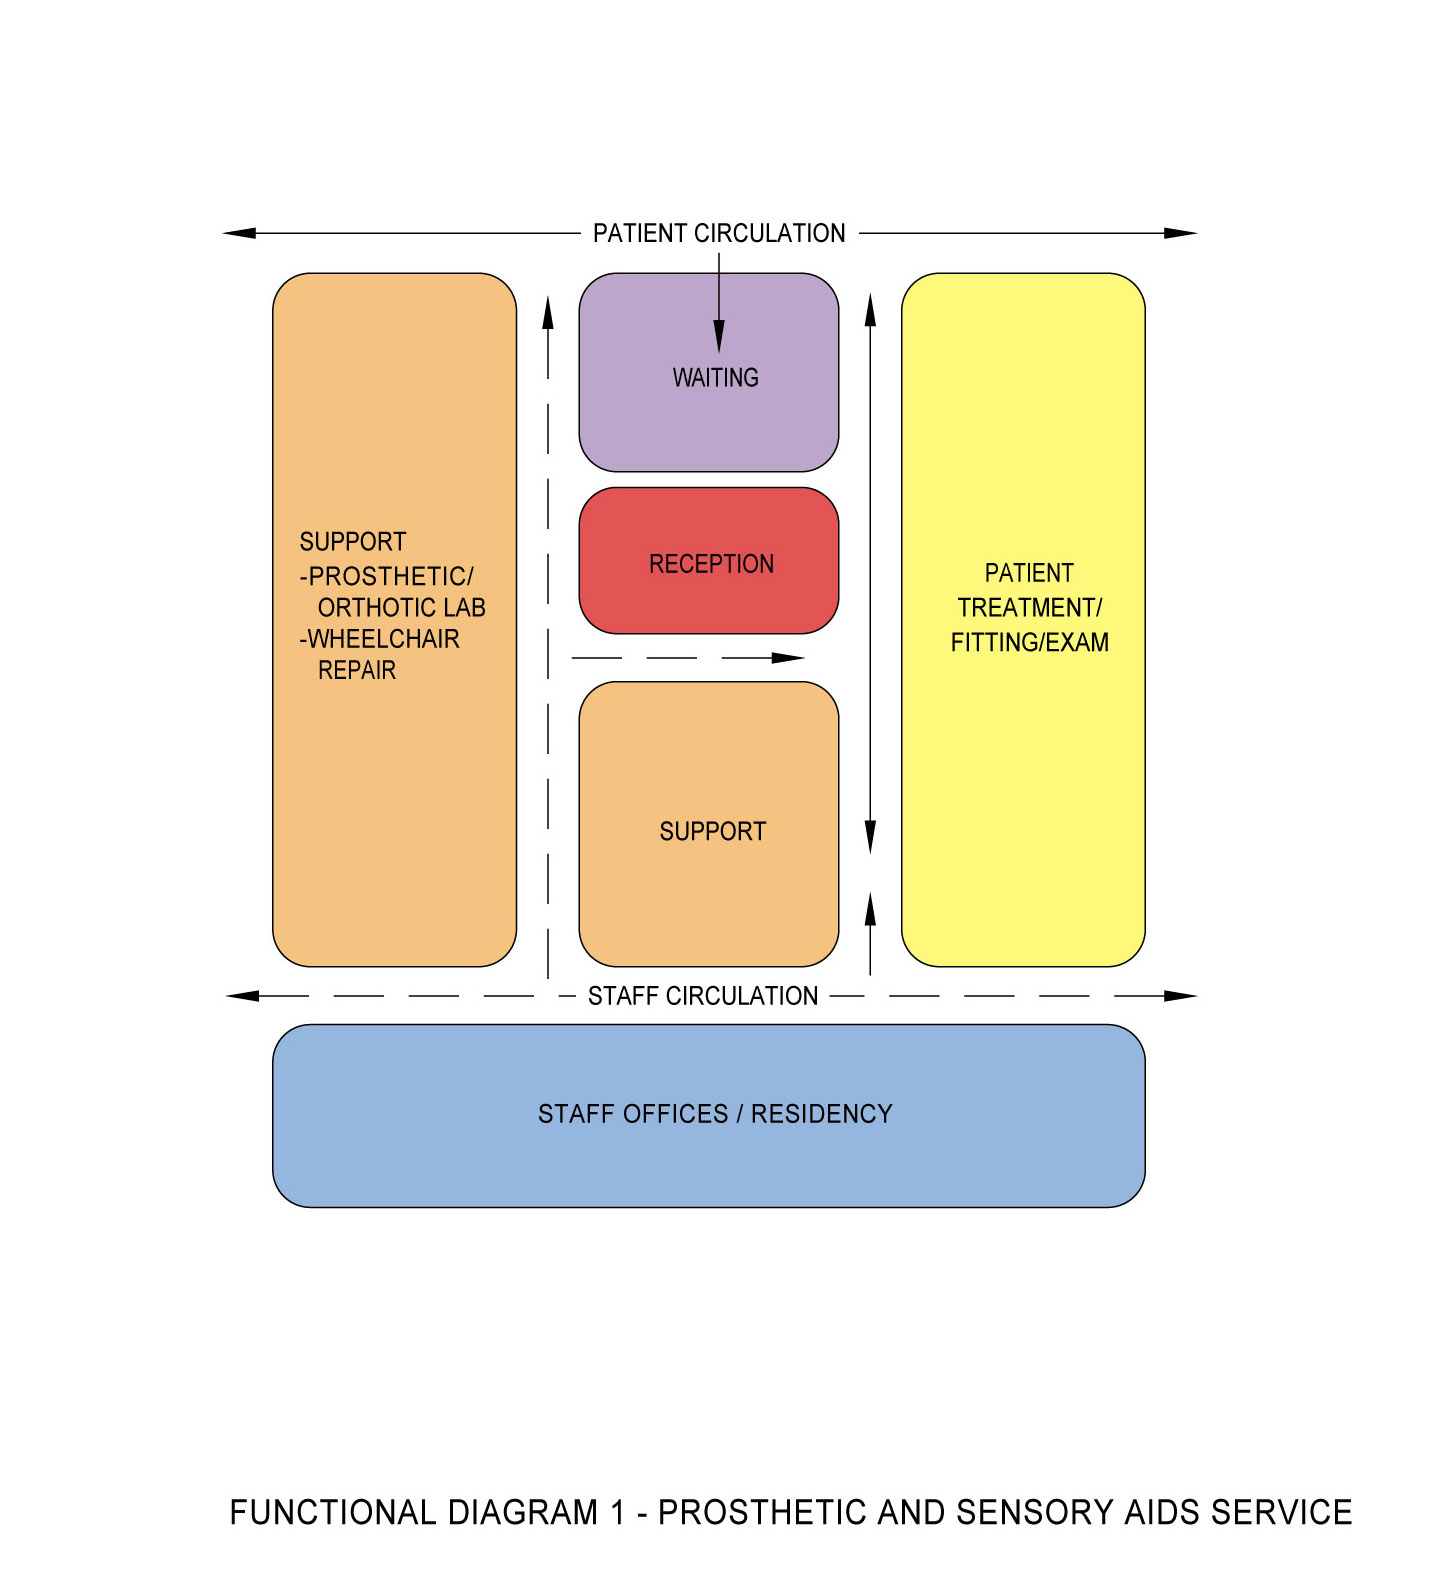 PATIENT CIRCULATION
WAITING
RECEPTION
SUPPORT
-PROSTHETIC/
ORTHOTIC LAB
-WHEELCHAIR
REPAIR
PATIENT
TREATMENT/
FITTING/EXAM
SUPPORT
STAFF CIRCULATION
STAFF OFFICES / RESIDENCY
FUNCTIONAL DIAGRAM 1 - PROSTHETIC AND SENSORY AIDS SERVICE